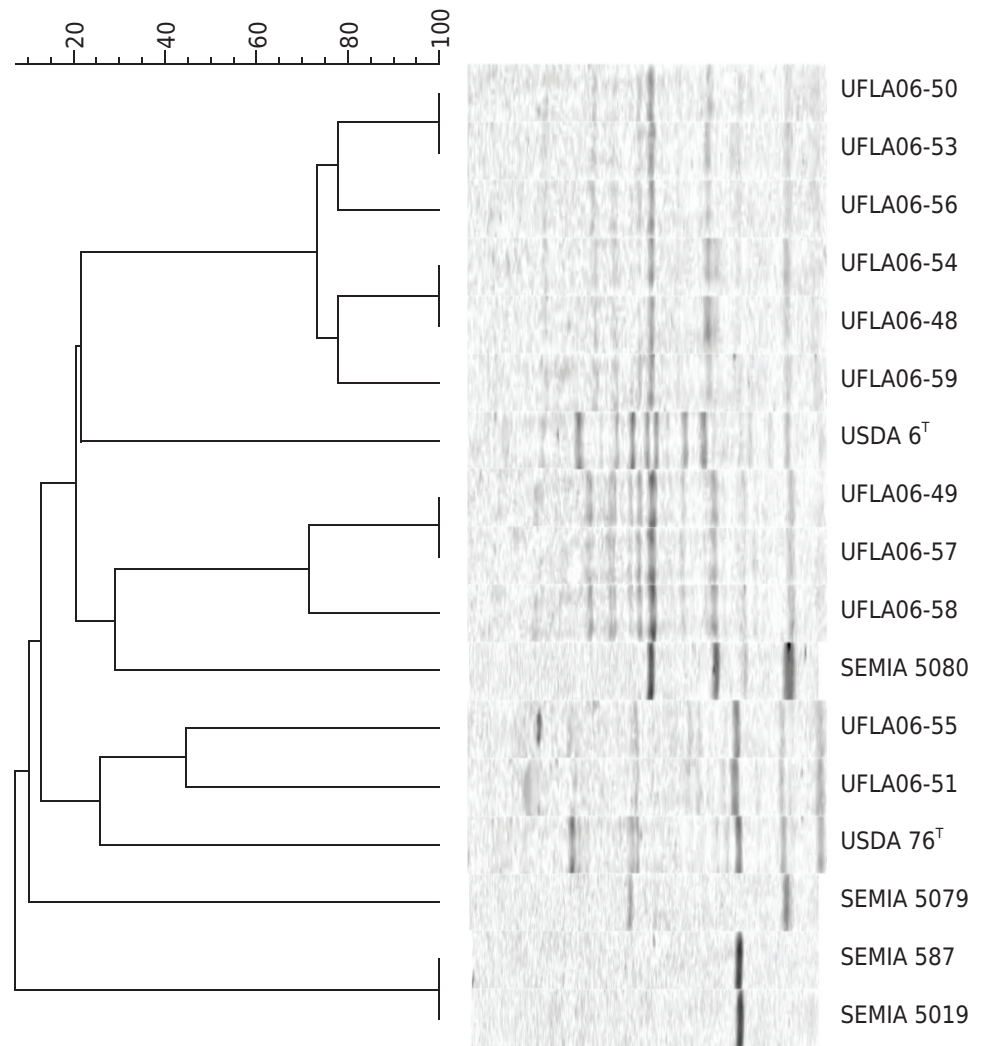 20 40 60 80 100
UFLA06-50
UFLA06-53
UFLA06-56
UFLA06-54
UFLA06-48
UFLA06-59
USDA 6ᵀ
UFLA06-49
UFLA06-57
UFLA06-58
SEMIA 5080
UFLA06-55
UFLA06-51
USDA 76ᵀ
SEMIA 5079
SEMIA 587
SEMIA 5019